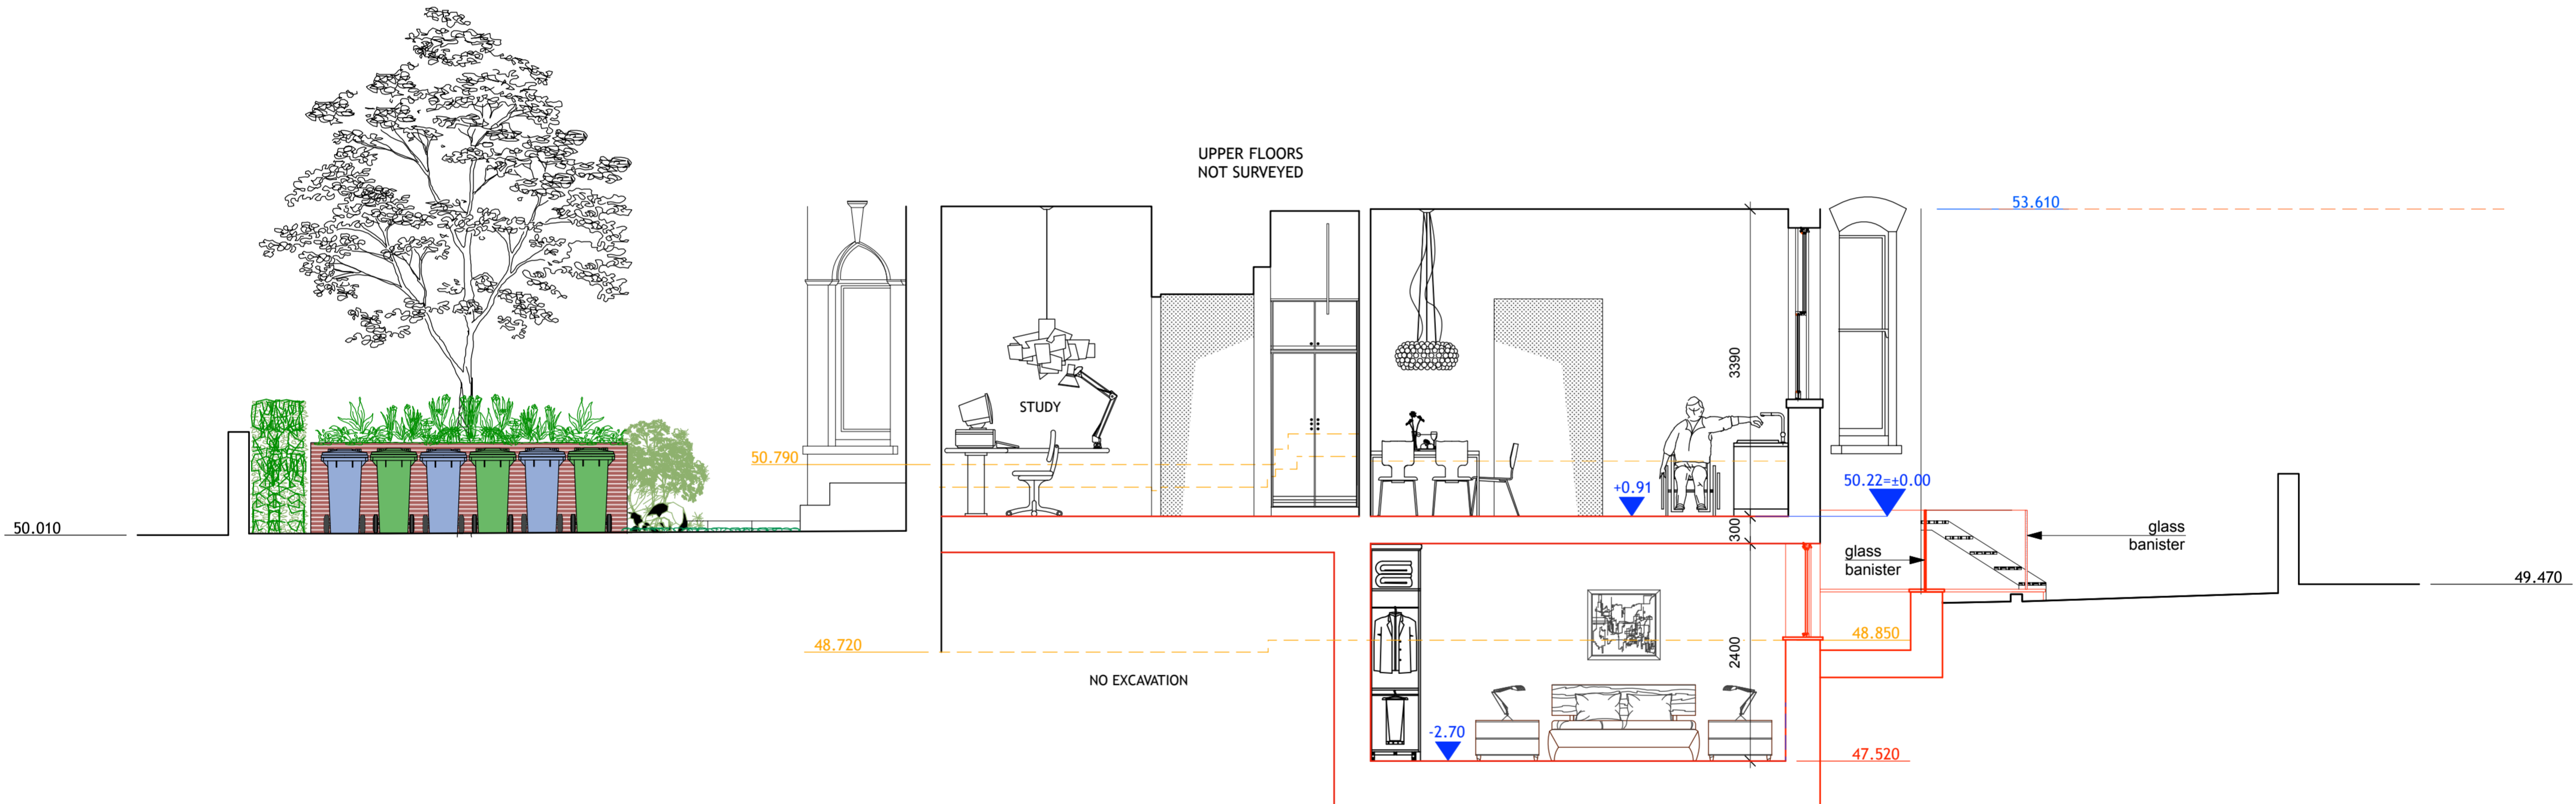 UPPER FLOORS
NOT SURVEYED
53.610
3390
STUDY
50.790
+0.91
50.22=±0.00
50.010
300
glass
banister
glass
banister
49.470
48.720
48.850
2400
NO EXCAVATION
-2.70
47.520